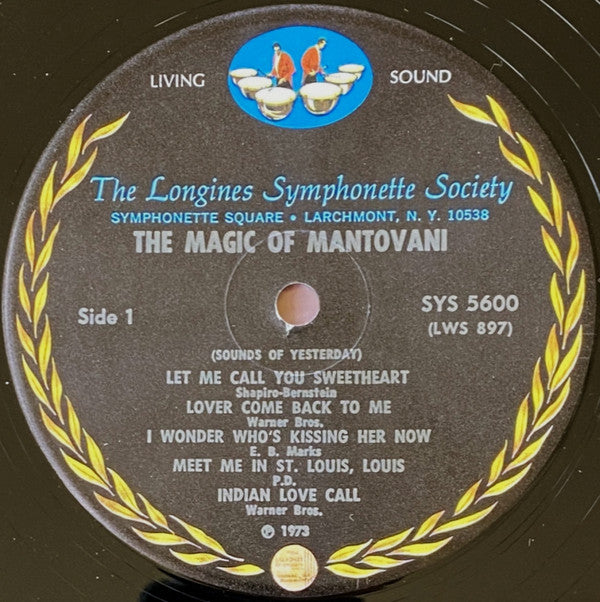 LIVING SOUND
The Longines Symphonette Society
SYMPHONETTE SQUARE • LARCHMONT, N. Y. 10538
THE MAGIC OF MANTOVANI
Side 1
SYS 5600
(LWS 897)
(SOUNDS OF YESTERDAY)
LET ME CALL YOU SWEETHEART
Shapiro-Bernstein
LOVER COME BACK TO ME
Warner Bros.
I WONDER WHO'S KISSING HER NOW
E. B. Marks
MEET ME IN ST. LOUIS, LOUIS
P.D.
INDIAN LOVE CALL
Warner Bros.
℗ 1973